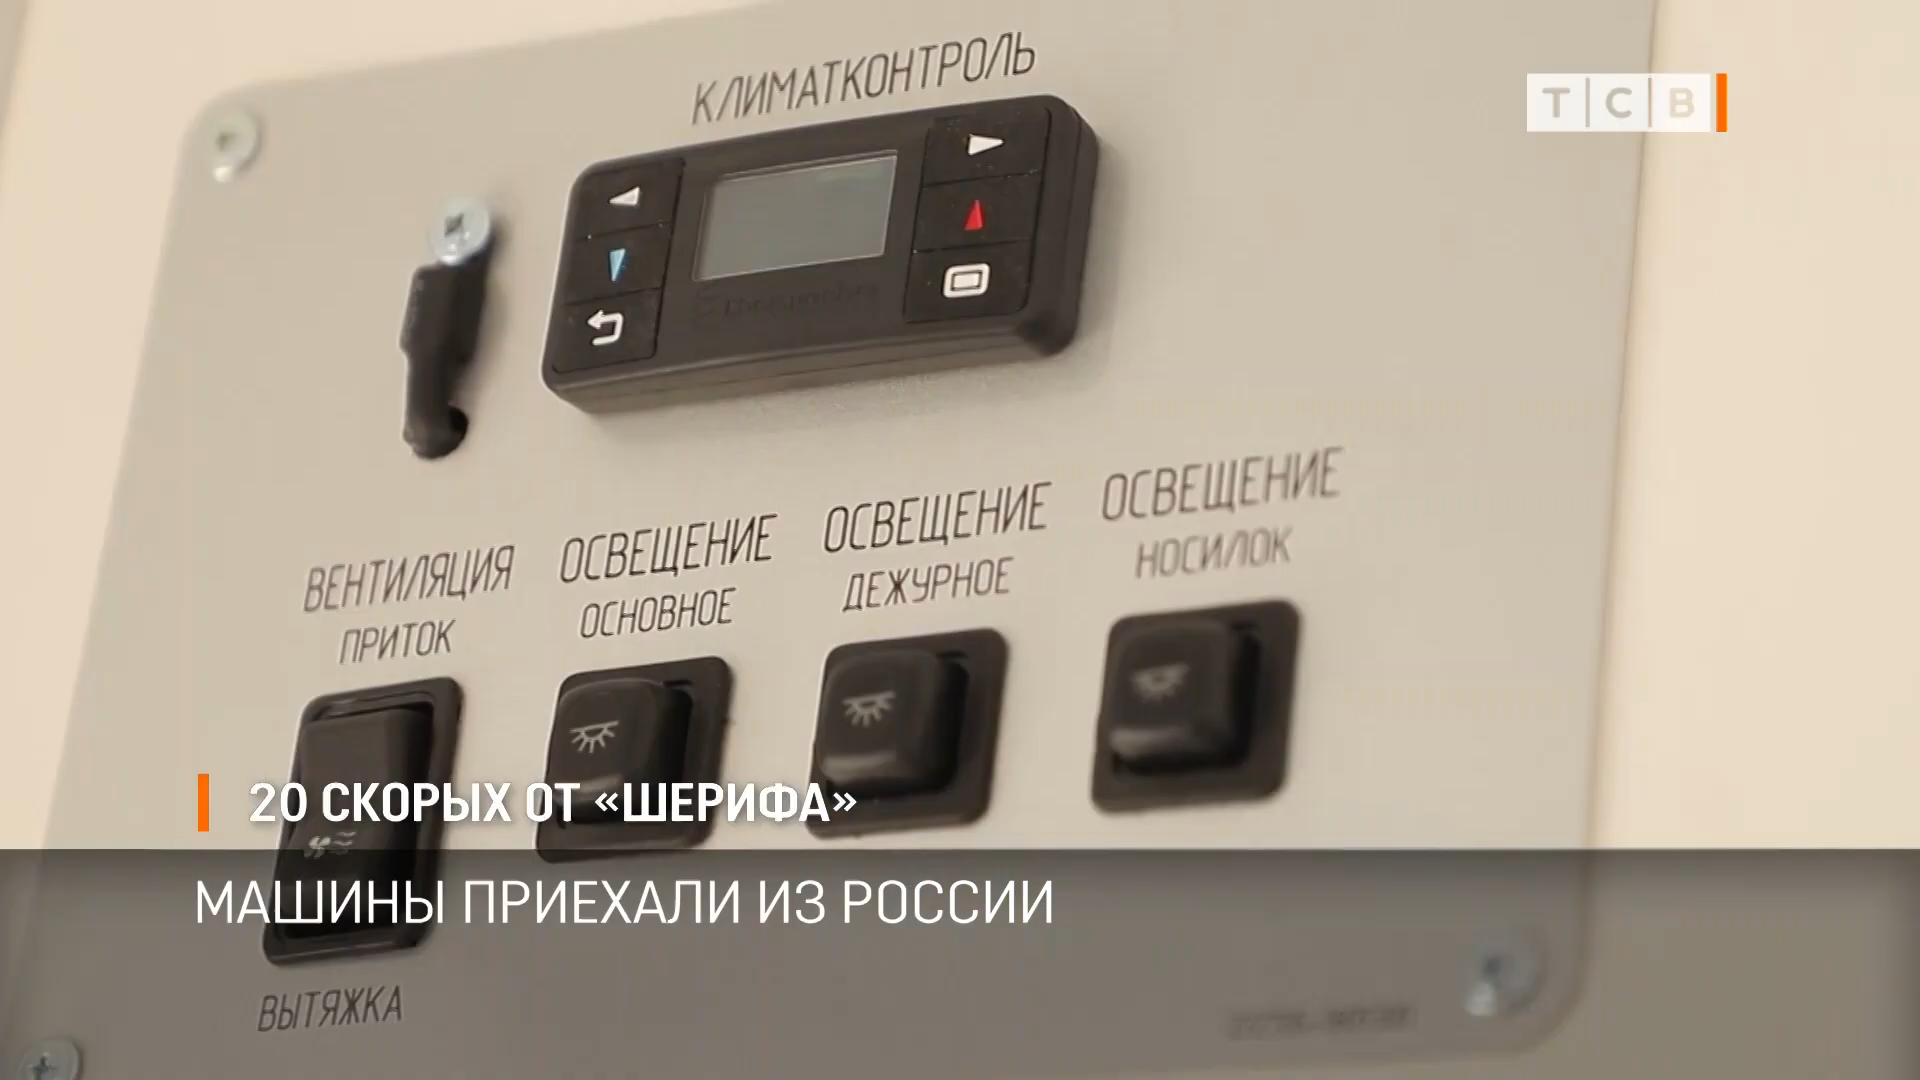 КЛИМАТКОНТРОЛЬ
ТСВ
ВЕНТИЛЯЦИЯ
ПРИТОК
ОСВЕЩЕНИЕ
ОСНОВНОЕ
ОСВЕЩЕНИЕ
ДЕЖУРНОЕ
ОСВЕЩЕНИЕ
НОСИЛОК
20 СКОРЫХ ОТ «ШЕРИФА»
МАШИНЫ ПРИЕХАЛИ ИЗ РОССИИ
ВЫТЯЖКА